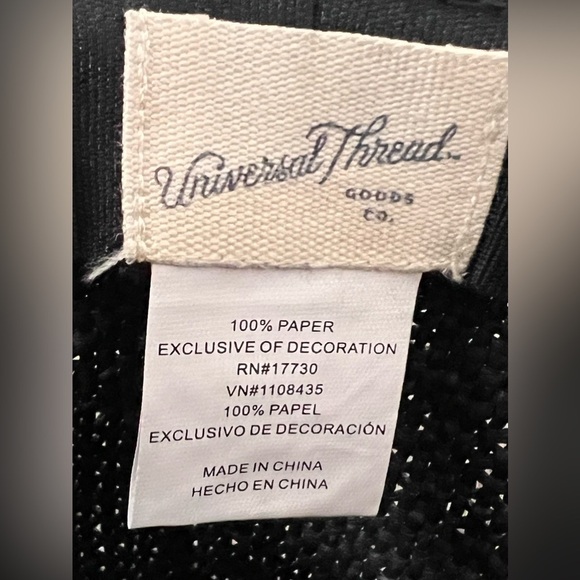 Universal Thread™
GOODS
CO.
100% PAPER
EXCLUSIVE OF DECORATION
RN#17730
VN#1108435
100% PAPEL
EXCLUSIVO DE DECORACIÓN
MADE IN CHINA
HECHO EN CHINA